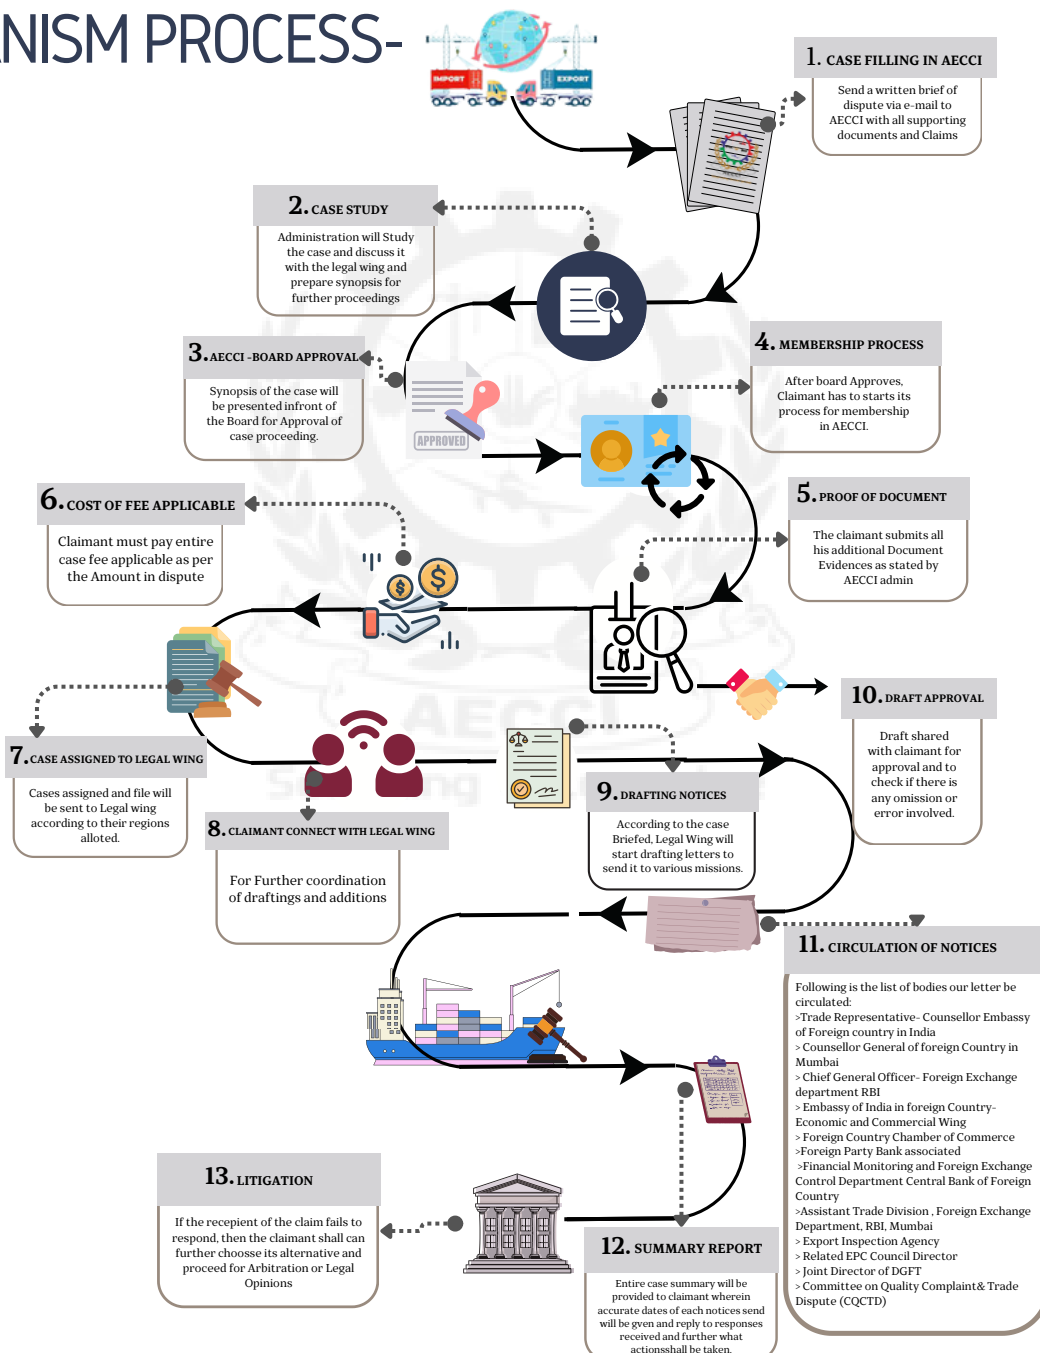 ANISM PROCESS-
IMPORT
EXPORT
1. CASE FILLING IN AECCI
Send a written brief of
dispute via e-mail to
AECCI with all supporting
documents and Claims
2. CASE STUDY
Administration will Study
the case and discuss it
with the legal wing and
prepare synopsis for
further proceedings
3. AECCI -BOARD APPROVAL
Synopsis of the case will
be presented infront of
the Board for Approval of
case proceeding.
APPROVED
4. MEMBERSHIP PROCESS
After board Approves,
Claimant has to starts its
process for membership
in AECCI.
5. PROOF OF DOCUMENT
The claimant submits all
his additional Document
Evidences as stated by
AECCI admin
6. COST OF FEE APPLICABLE
Claimant must pay entire
case fee applicable as per
the Amount in dispute
7. CASE ASSIGNED TO LEGAL WING
Cases assigned and file will
be sent to Legal wing
according to their regions
alloted.
8. CLAIMANT CONNECT WITH LEGAL WING
For Further coordination
of draftings and additions
9. DRAFTING NOTICES
According to the case
Briefed, Legal Wing will
start drafting letters to
send it to various missions.
10. DRAFT APPROVAL
Draft shared
with claimant for
approval and to
check if there is
any omission or
error involved.
11. CIRCULATION OF NOTICES
Following is the list of bodies our letter be
circulated:
>Trade Representative- Counsellor Embassy
of Foreign country in India
> Counsellor General of foreign Country in
Mumbai
> Chief General Officer- Foreign Exchange
department RBI
> Embassy of India in foreign Country-
Economic and Commercial Wing
> Foreign Country Chamber of Commerce
>Foreign Party Bank associated
>Financial Monitoring and Foreign Exchange
Control Department Central Bank of Foreign
Country
>Assistant Trade Division , Foreign Exchange
Department, RBI, Mumbai
> Export Inspection Agency
> Related EPC Council Director
> Joint Director of DGFT
> Committee on Quality Complaint& Trade
Dispute (CQCTD)
12. SUMMARY REPORT
Entire case summary will be
provided to claimant wherein
accurate dates of each notices send
will be gven and reply to responses
received and further what
actionsshall be taken.
13. LITIGATION
If the recepient of the claim fails to
respond, then the claimant shall can
further choosse its alternative and
proceed for Arbitration or Legal
Opinions
AECCI